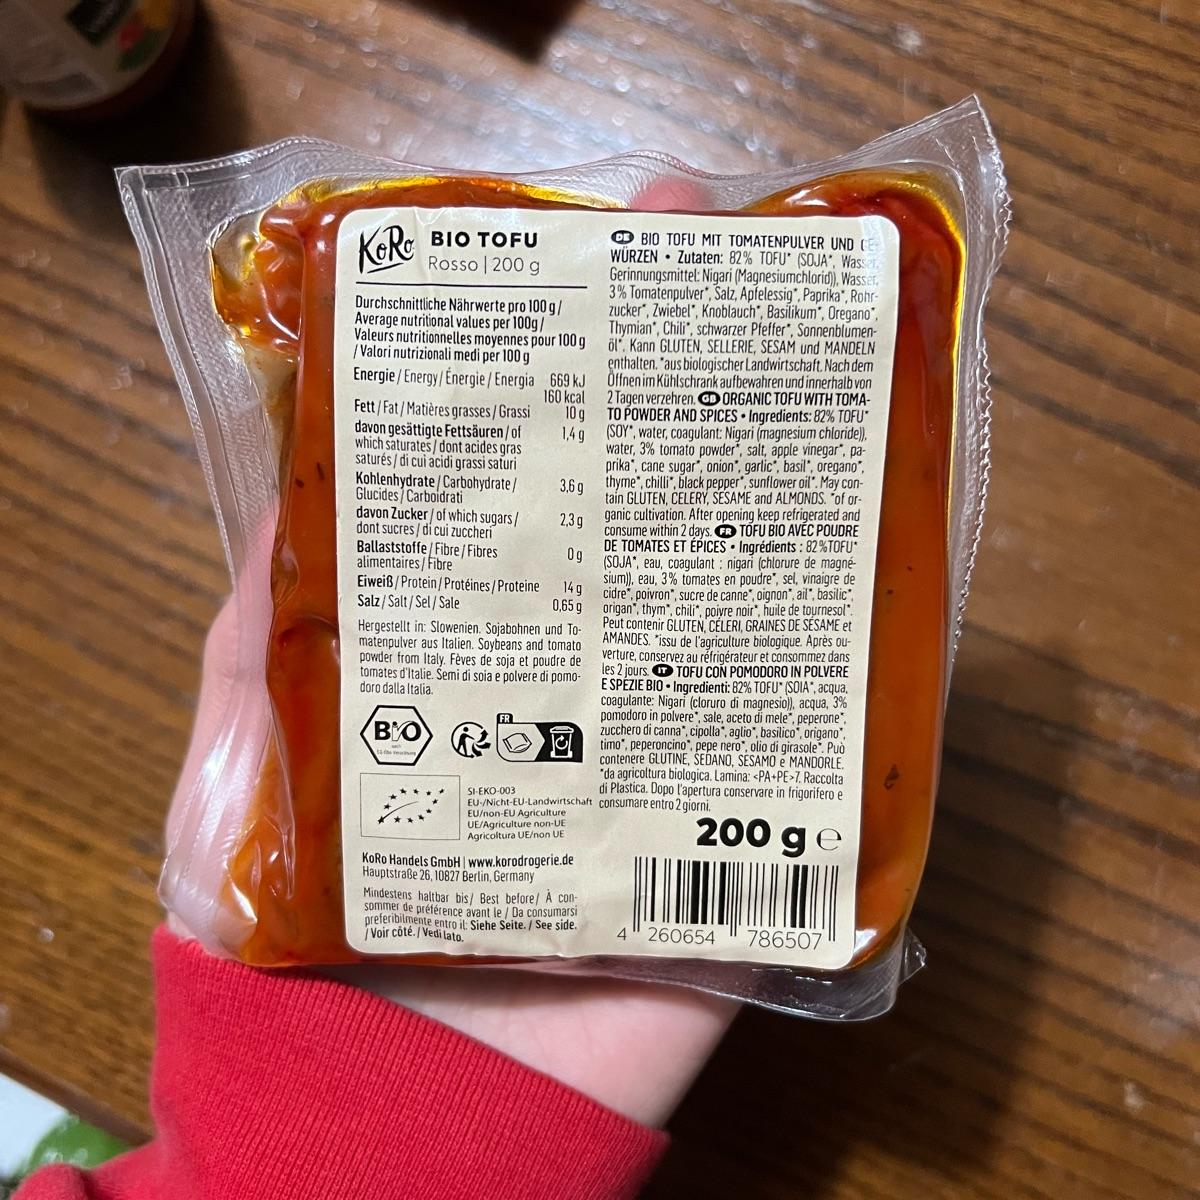 KoRo
BIO TOFU
Rosso | 200 g
Durchschnittliche Nährwerte pro 100 g /
Average nutritional values per 100g /
Valeurs nutritionnelles moyennes pour 100 g
/ Valori nutrizionali medi per 100 g
Energie / Energy / Énergie / Energia 669 kJ
160 kcal
Fett / Fat / Matières grasses / Grassi 10 g
davon gesättigte Fettsäuren / of 1,4 g
which saturates / dont acides gras
saturés / di cui acidi grassi saturi
Kohlenhydrate / Carbohydrate / 3,6 g
Glucides / Carboidrati
davon Zucker / of which sugars / 2,3 g
dont sucres / di cui zuccheri
Ballaststoffe / Fibre / Fibres 0 g
alimentaires / Fibre
Eiweiß / Protein / Protéines / Proteine 14 g
Salz / Salt / Sel / Sale 0,65 g
Hergestellt in: Slowenien. Sojabohnen und To-
matenpulver aus Italien. Soybeans and tomato
powder from Italy. Fèves de soja et poudre de
tomates d'Italie. Semi di soia e polvere di pomo-
doro dalla Italia.
BIO
nach
EG-Öko-Verordnung
FR
SI-EKO-003
EU-/Nicht-EU-Landwirtschaft
EU/non-EU Agriculture
UE/Agriculture non-UE
Agricoltura UE/non UE
KoRo Handels GmbH | www.korodrogerie.de
Hauptstraße 26, 10827 Berlin, Germany
Mindestens haltbar bis/ Best before/ À con-
sommer de préférence avant le / Da consumarsi
preferibilmente entro il: Siehe Seite. / See side.
/ Voir côté. / Vedi lato.
DE BIO TOFU MIT TOMATENPULVER UND GE-
WÜRZEN • Zutaten: 82% TOFU* (SOJA*, Wasser,
Gerinnungsmittel: Nigari (Magnesiumchlorid)), Wasser,
3% Tomatenpulver*, Salz, Apfelessig*, Paprika*, Rohr-
zucker*, Zwiebel*, Knoblauch*, Basilikum*, Oregano*,
Thymian*, Chili*, schwarzer Pfeffer*, Sonnenblumen-
öl*. Kann GLUTEN, SELLERIE, SESAM und MANDELN
enthalten. *aus biologischer Landwirtschaft. Nach dem
Öffnen im Kühlschrank aufbewahren und innerhalb von
2 Tagen verzehren. GB ORGANIC TOFU WITH TOMA-
TO POWDER AND SPICES • Ingredients: 82% TOFU*
(SOY*, water, coagulant: Nigari (magnesium chloride)),
water, 3% tomato powder*, salt, apple vinegar*, pa-
prika*, cane sugar*, onion*, garlic*, basil*, oregano*,
thyme*, chilli*, black pepper*, sunflower oil*. May con-
tain GLUTEN, CELERY, SESAME and ALMONDS. *of or-
ganic cultivation. After opening keep refrigerated and
consume within 2 days. FR TOFU BIO AVEC POUDRE
DE TOMATES ET ÉPICES • Ingrédients : 82%TOFU*
(SOJA*, eau, coagulant : nigari (chlorure de magné-
sium)), eau, 3% tomates en poudre*, sel, vinaigre de
cidre*, poivron*, sucre de canne*, oignon*, ail*, basilic*,
origan*, thym*, chili*, poivre noir*, huile de tournesol*.
Peut contenir GLUTEN, CÉLERI, GRAINES DE SÉSAME et
AMANDES. *issu de l'agriculture biologique. Après ou-
verture, conservez au réfrigérateur et consommez dans
les 2 jours. IT TOFU CON POMODORO IN POLVERE
E SPEZIE BIO • Ingredienti: 82% TOFU* (SOIA*, acqua,
coagulante: Nigari (cloruro di magnesio)), acqua, 3%
pomodoro in polvere*, sale, aceto di mele*, peperone*,
zucchero di canna*, cipolla*, aglio*, basilico*, origano*,
timo*, peperoncino*, pepe nero*, olio di girasole*. Può
contenere GLUTINE, SEDANO, SESAMO e MANDORLE.
*da agricoltura biologica. Lamina: <PA+PE>7. Raccolta
di Plastica. Dopo l'apertura conservare in frigorifero e
consumare entro 2 giorni.
200 g e
4 260654 786507